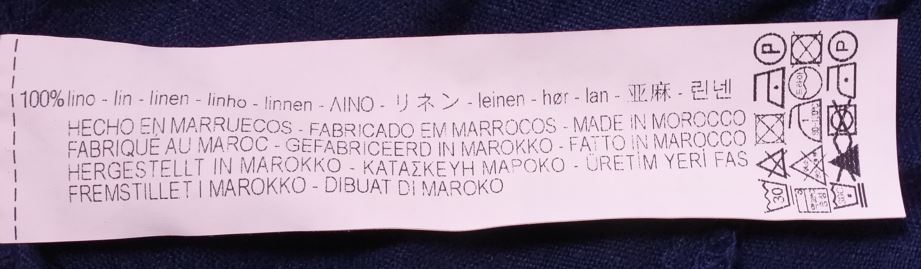 100% lino - lin - linen - linho - linnen - ΛΙΝΟ - リネン - leinen - hør - lan - 亚麻 - 린넨
HECHO EN MARRUECOS - FABRICADO EM MARROCOS - MADE IN MOROCCO
FABRIQUÉ AU MAROC - GEFABRICEERD IN MAROKKO - FATTO IN MAROCCO
HERGESTELLT IN MAROKKO - ΚΑΤΑΣΚΕΥΗ ΜΑΡΟΚΟ - ÜRETİM YERİ FAS
FREMSTILLET I MAROKKO - DIBUAT DI MAROKO
P
P
30